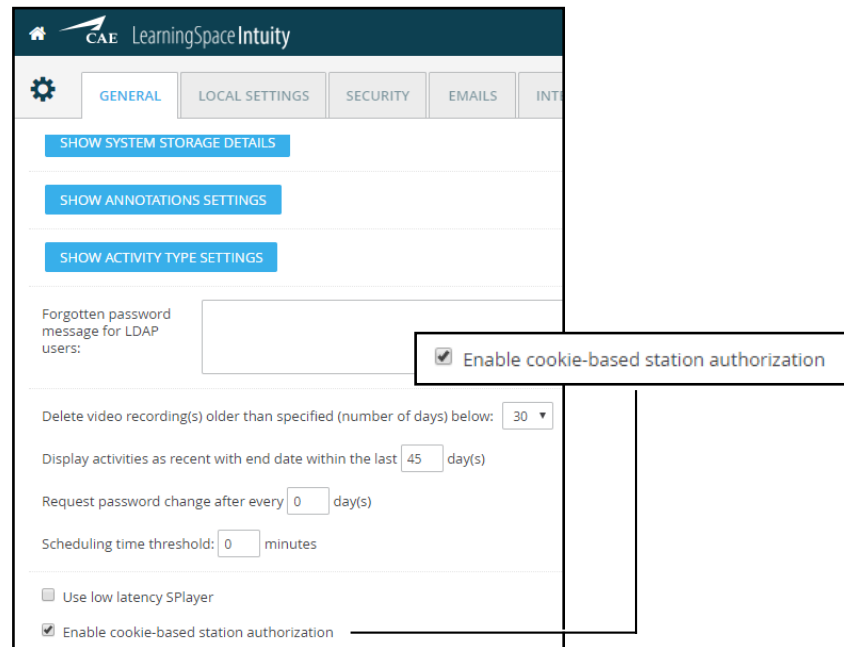 CAE LearningSpace Intuity
GENERAL LOCAL SETTINGS SECURITY EMAILS INTE
SHOW SYSTEM STORAGE DETAILS
SHOW ANNOTATIONS SETTINGS
SHOW ACTIVITY TYPE SETTINGS
Forgotten password
message for LDAP
users:
Enable cookie-based station authorization
Delete video recording(s) older than specified (number of days) below: 30
Display activities as recent with end date within the last 45 day(s)
Request password change after every 0 day(s)
Scheduling time threshold: 0 minutes
Use low latency SPlayer
Enable cookie-based station authorization